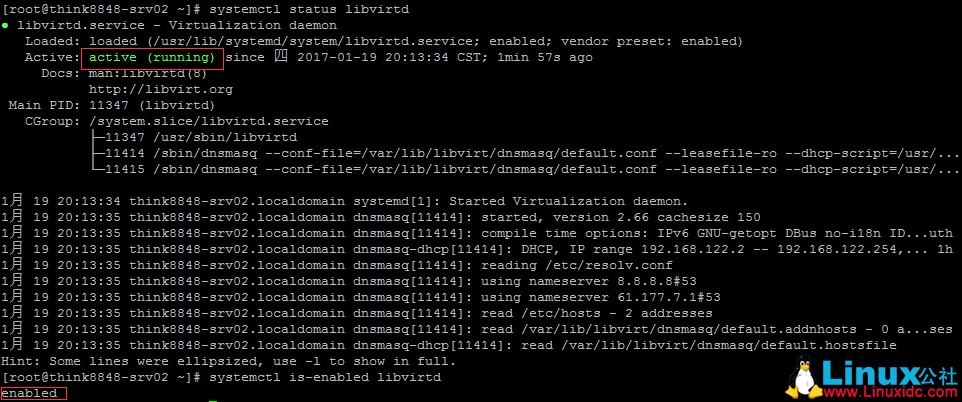 [root@think8848-srv02 ~]# systemctl status libvirtd
● libvirtd.service - Virtualization daemon
Loaded: loaded (/usr/lib/systemd/system/libvirtd.service; enabled; vendor preset: enabled)
Active: active (running) since 四 2017-01-19 20:13:34 CST; 1min 57s ago
Docs: man:libvirtd(8)
http://libvirt.org
Main PID: 11347 (libvirtd)
CGroup: /system.slice/libvirtd.service
├─11347 /usr/sbin/libvirtd
├─11414 /sbin/dnsmasq --conf-file=/var/lib/libvirt/dnsmasq/default.conf --leasefile-ro --dhcp-script=/usr/...
└─11415 /sbin/dnsmasq --conf-file=/var/lib/libvirt/dnsmasq/default.conf --leasefile-ro --dhcp-script=/usr/...
1月 19 20:13:34 think8848-srv02.localdomain systemd[1]: Started Virtualization daemon.
1月 19 20:13:35 think8848-srv02.localdomain dnsmasq[11414]: started, version 2.66 cachesize 150
1月 19 20:13:35 think8848-srv02.localdomain dnsmasq[11414]: compile time options: IPv6 GNU-getopt DBus no-i18n ID...uth
1月 19 20:13:35 think8848-srv02.localdomain dnsmasq-dhcp[11414]: DHCP, IP range 192.168.122.2 -- 192.168.122.254,... 1h
1月 19 20:13:35 think8848-srv02.localdomain dnsmasq[11414]: reading /etc/resolv.conf
1月 19 20:13:35 think8848-srv02.localdomain dnsmasq[11414]: using nameserver 8.8.8.8#53
1月 19 20:13:35 think8848-srv02.localdomain dnsmasq[11414]: using nameserver 61.177.7.1#53
1月 19 20:13:35 think8848-srv02.localdomain dnsmasq[11414]: read /etc/hosts - 2 addresses
1月 19 20:13:35 think8848-srv02.localdomain dnsmasq[11414]: read /var/lib/libvirt/dnsmasq/default.addnhosts - 0 a...ses
1月 19 20:13:35 think8848-srv02.localdomain dnsmasq-dhcp[11414]: read /var/lib/libvirt/dnsmasq/default.hostsfile
Hint: Some lines were ellipsized, use -l to show in full.
[root@think8848-srv02 ~]# systemctl is-enabled libvirtd
enabled
Linux公社
www.Linuxidc.com